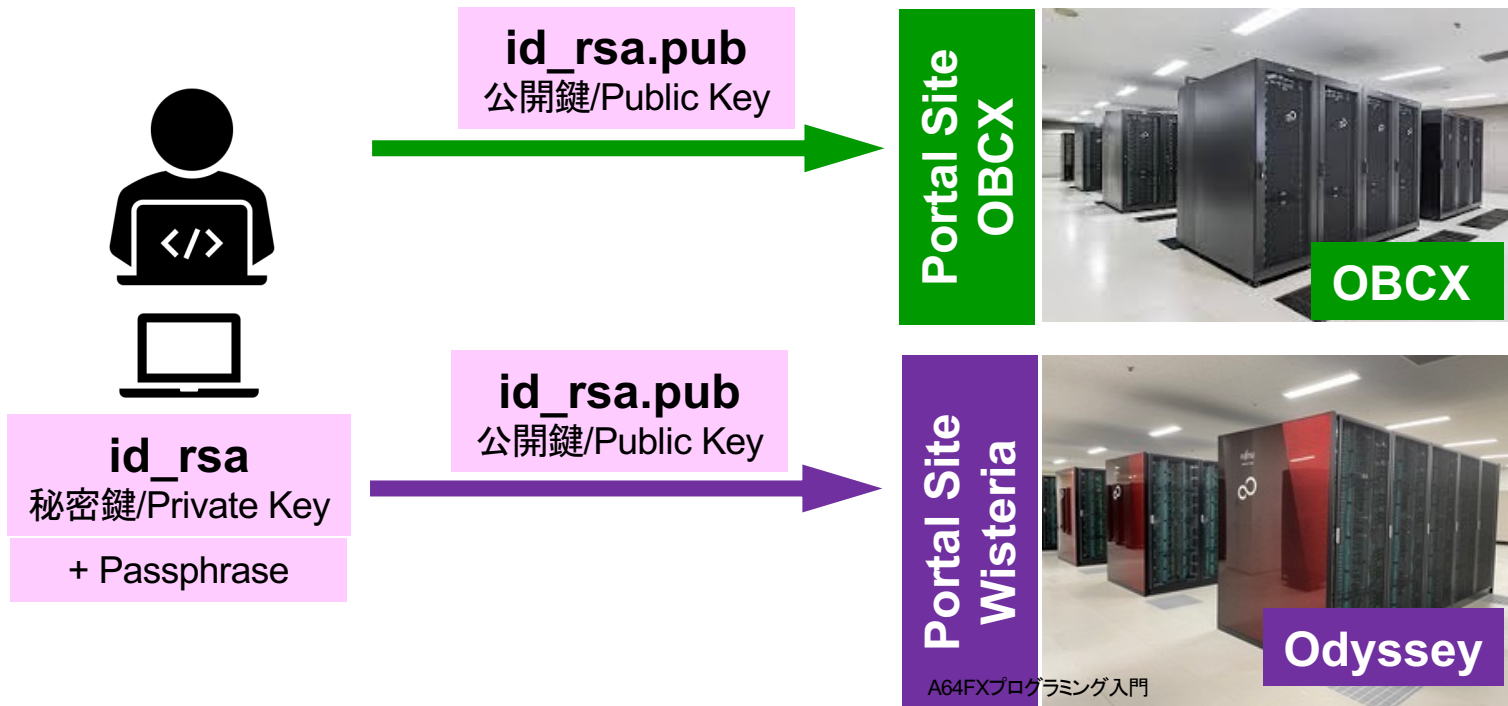 id_rsa.pub
公開鍵/Public Key
Portal Site
OBCX
OBCX
</>
id_rsa.pub
公開鍵/Public Key
id_rsa
秘密鍵/Private Key
+ Passphrase
Portal Site
Wisteria
Odyssey
A64FXプログラミング入門